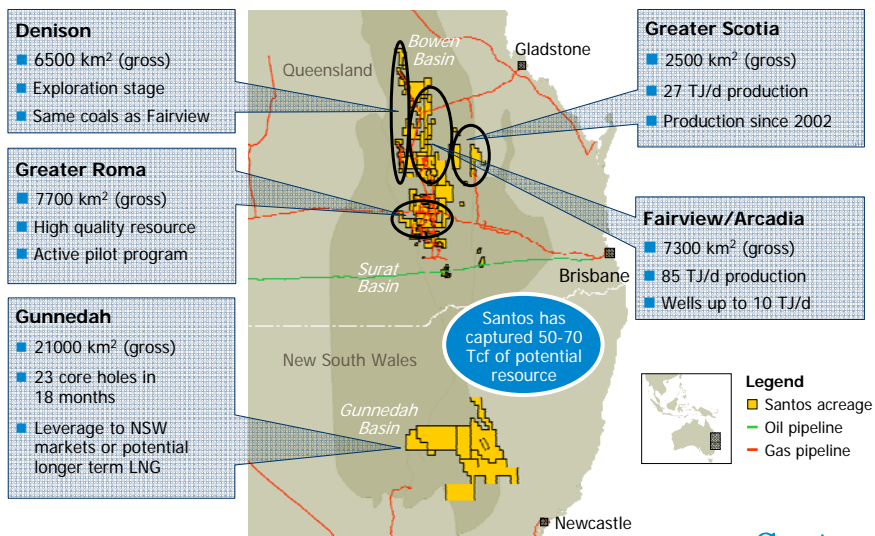 Denison
6500 km² (gross)
Exploration stage
Same coals as Fairview
Greater Roma
7700 km² (gross)
High quality resource
Active pilot program
Gunnedah
21000 km² (gross)
23 core holes in
18 months
Leverage to NSW
markets or potential
longer term LNG
Bowen
Basin
Queensland
Gladstone
Surat
Basin
Brisbane
Santos has
captured 50-70
Tcf of potential
resource
New South Wales
Gunnedah
Basin
Newcastle
Greater Scotia
2500 km² (gross)
27 TJ/d production
Production since 2002
Fairview/Arcadia
7300 km² (gross)
85 TJ/d production
Wells up to 10 TJ/d
Legend
Santos acreage
Oil pipeline
Gas pipeline